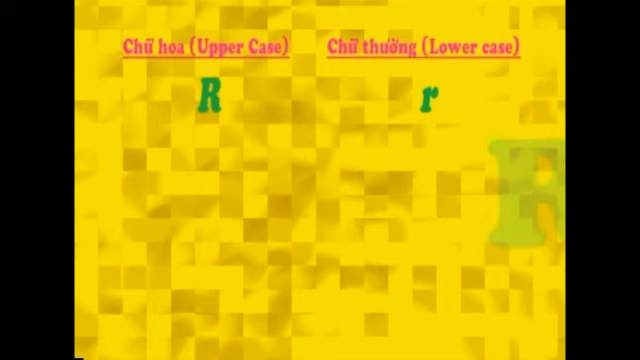 Chữ hoa (Upper Case) Chữ thường (Lower case)
R r
R